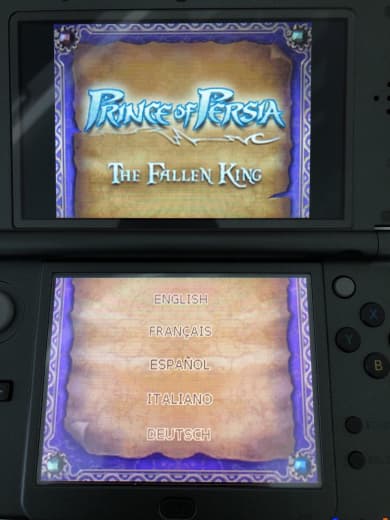 PRINCE OF PERSIA
THE FALLEN KING
ENGLISH
FRANÇAIS
ESPAÑOL
ITALIANO
DEUTSCH
Y
B